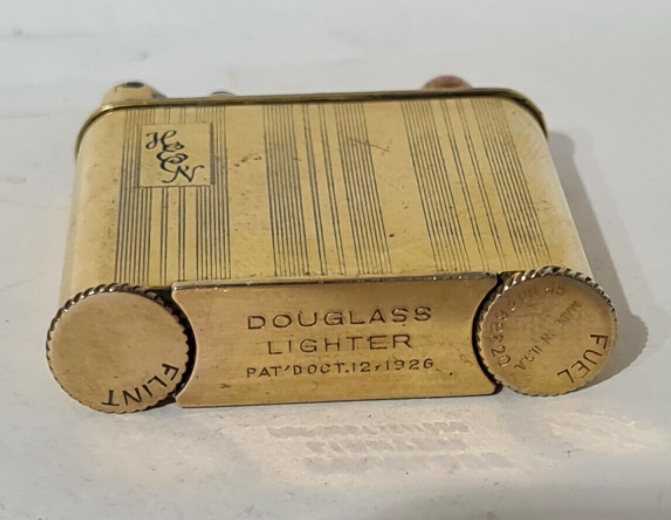 DOUGLASS
LIGHTER
PAT'D OCT.12,1926
FLINT
FUEL
MADE IN U.S.A.